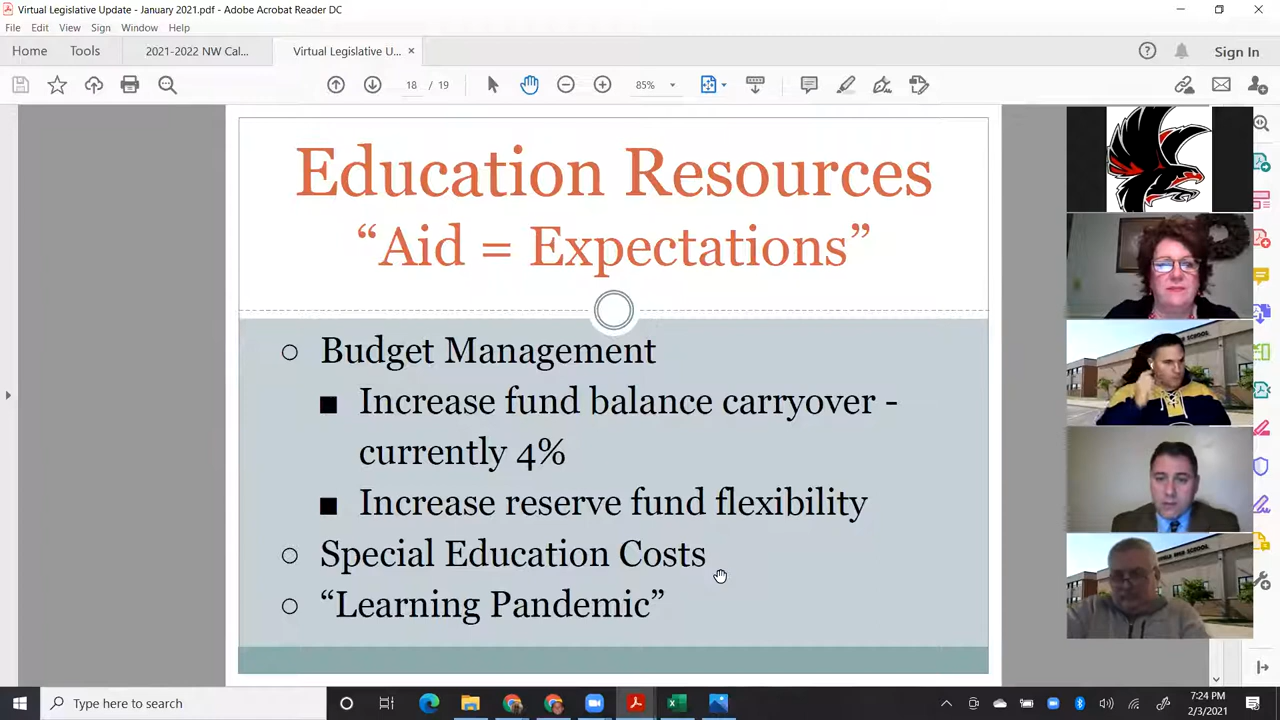 Virtual Legislative Update - January 2021.pdf - Adobe Acrobat Reader DC
File Edit View Sign Window Help
Home Tools 2021-2022 NW Cal... Virtual Legislative U... ×
Sign In
18 / 19 85%
Education Resources
“Aid = Expectations”
○ Budget Management
■ Increase fund balance carryover -
currently 4%
■ Increase reserve fund flexibility
○ Special Education Costs
○ “Learning Pandemic”
Type here to search
7:24 PM
2/3/2021